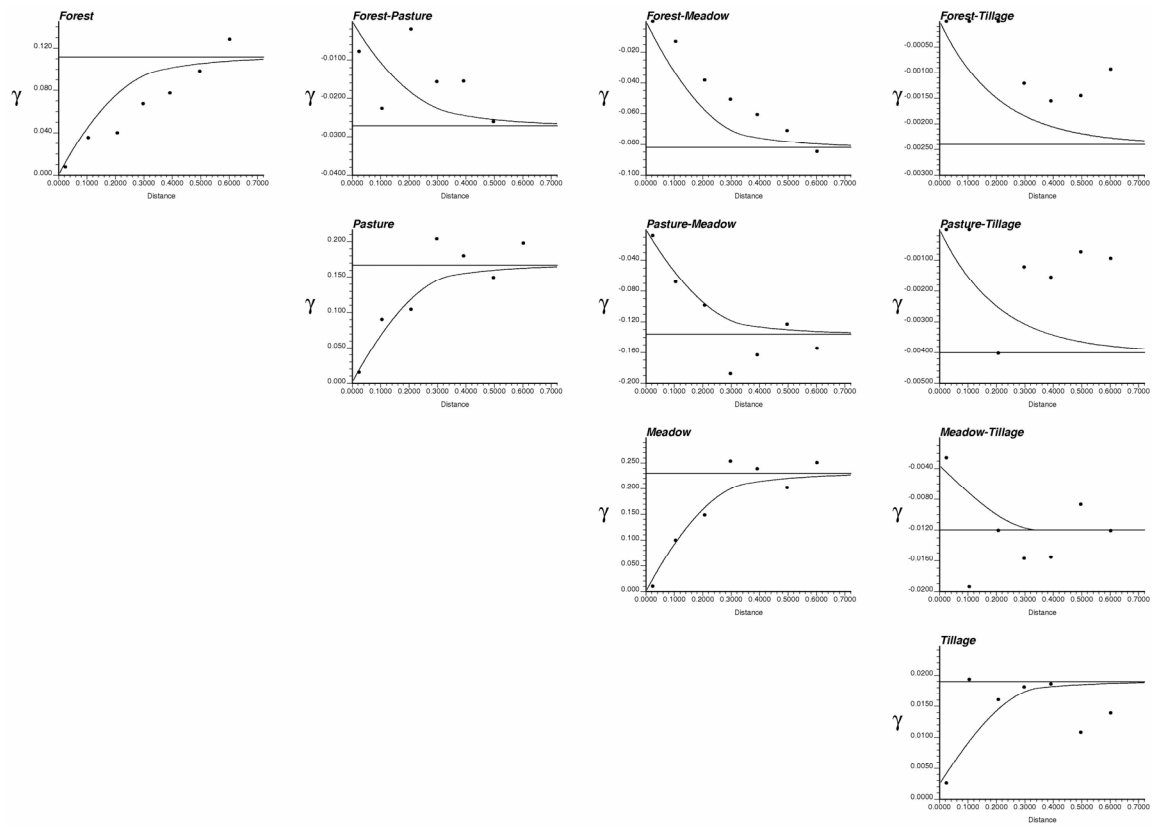 Forest
0.120
0.080
0.040
0.000
γ
0.0000 0.1000 0.2000 0.3000 0.4000 0.5000 0.6000 0.7000
Distance
Forest-Pasture
-0.0100
-0.0200
-0.0300
-0.0400
γ
0.0000 0.1000 0.2000 0.3000 0.4000 0.5000 0.6000 0.7000
Distance
Forest-Meadow
-0.020
-0.040
-0.060
-0.080
-0.100
γ
0.0000 0.1000 0.2000 0.3000 0.4000 0.5000 0.6000 0.7000
Distance
Forest-Tillage
-0.00050
-0.00100
-0.00150
-0.00200
-0.00250
-0.00300
γ
0.0000 0.1000 0.2000 0.3000 0.4000 0.5000 0.6000 0.7000
Distance
Pasture
0.200
0.150
0.100
0.050
0.000
γ
0.0000 0.1000 0.2000 0.3000 0.4000 0.5000 0.6000 0.7000
Distance
Pasture-Meadow
-0.040
-0.080
-0.120
-0.160
-0.200
γ
0.0000 0.1000 0.2000 0.3000 0.4000 0.5000 0.6000 0.7000
Distance
Pasture-Tillage
-0.00100
-0.00200
-0.00300
-0.00400
-0.00500
γ
0.0000 0.1000 0.2000 0.3000 0.4000 0.5000 0.6000 0.7000
Distance
Meadow
0.250
0.200
0.150
0.100
0.050
0.000
γ
0.0000 0.1000 0.2000 0.3000 0.4000 0.5000 0.6000 0.7000
Distance
Meadow-Tillage
-0.0040
-0.0080
-0.0120
-0.0160
-0.0200
γ
0.0000 0.1000 0.2000 0.3000 0.4000 0.5000 0.6000 0.7000
Distance
Tillage
0.0200
0.0150
0.0100
0.0050
0.0000
γ
0.0000 0.1000 0.2000 0.3000 0.4000 0.5000 0.6000 0.7000
Distance